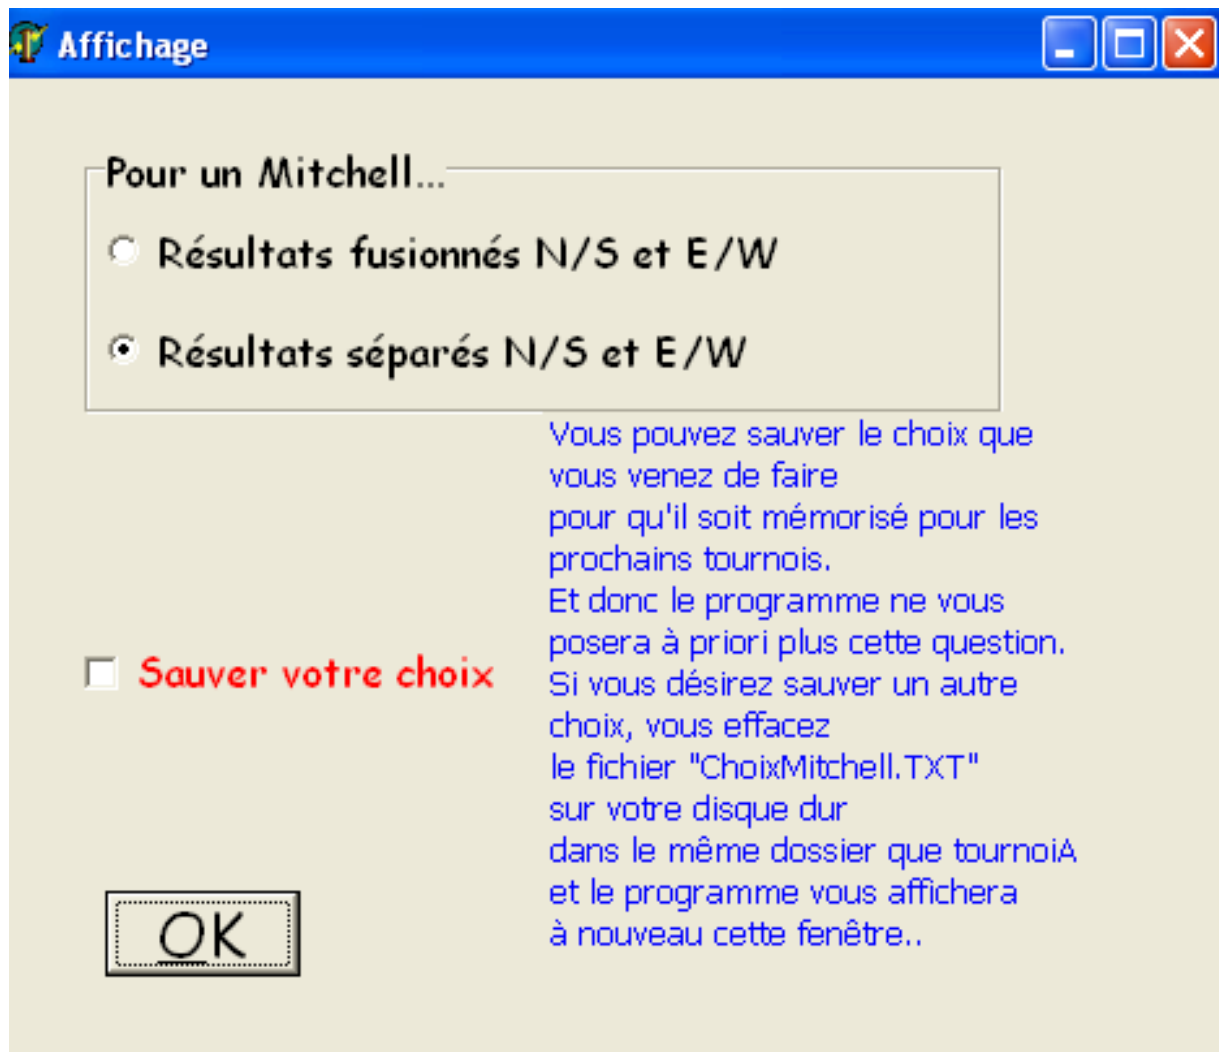 Affichage
Pour un Mitchell...
Résultats fusionnés N/S et E/W
Résultats séparés N/S et E/W
Vous pouvez sauver le choix que
vous venez de faire
pour qu'il soit mémorisé pour les
prochains tournois.
Et donc le programme ne vous
posera à priori plus cette question.
Si vous désirez sauver un autre
choix, vous effacez
le fichier "ChoixMitchell.TXT"
sur votre disque dur
dans le même dossier que tournoiA
et le programme vous affichera
à nouveau cette fenêtre..
Sauver votre choix
OK